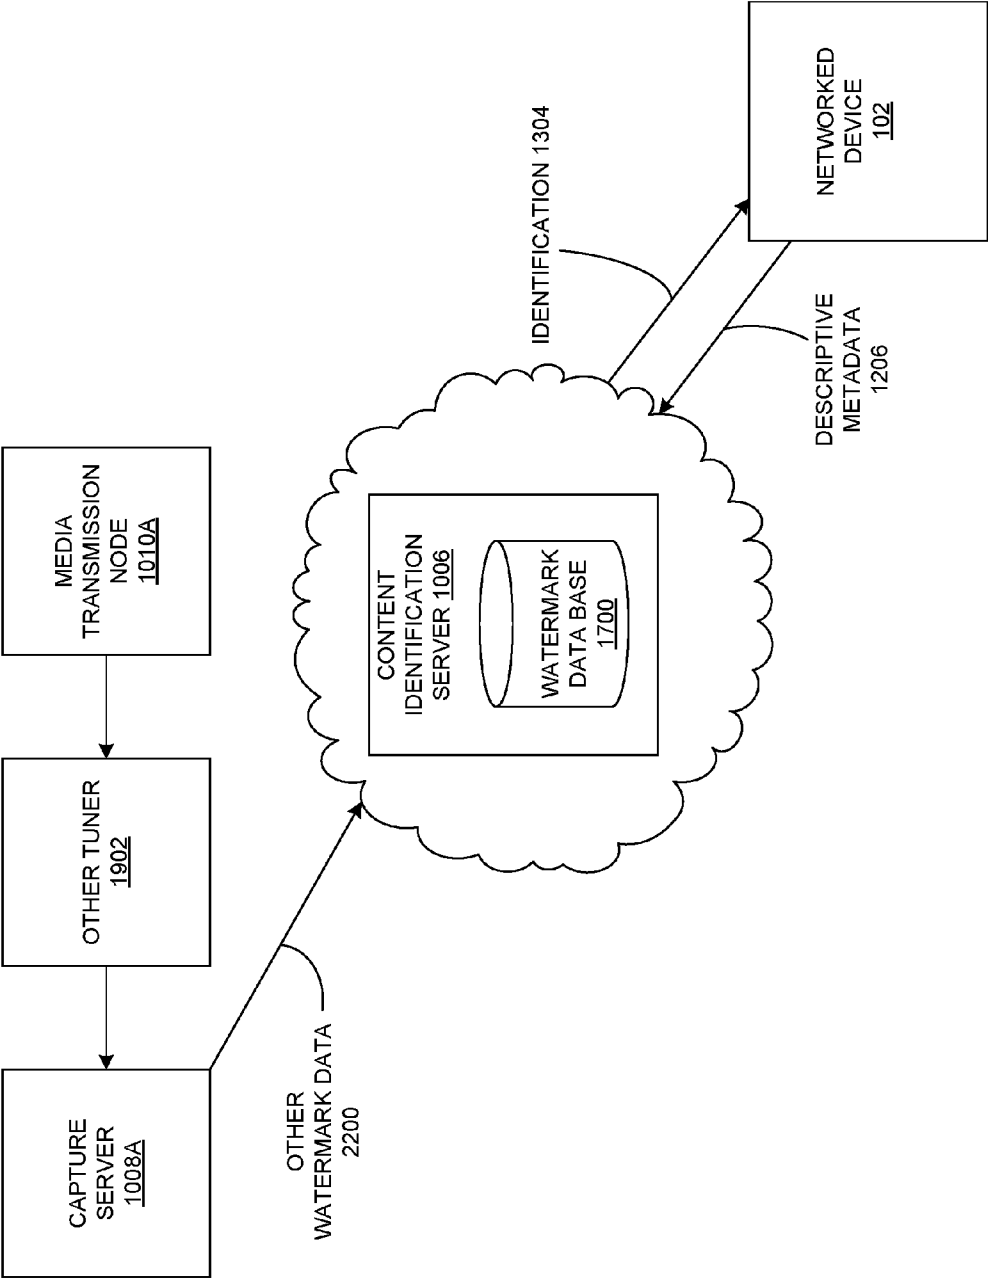 CAPTURE
SERVER
1008A
OTHER TUNER
1902
MEDIA
TRANSMISSION
NODE
1010A
OTHER
WATERMARK DATA
2200
CONTENT
IDENTIFICATION
SERVER 1006
WATERMARK
DATA BASE
1700
IDENTIFICATION 1304
DESCRIPTIVE
METADATA
1206
NETWORKED
DEVICE
102